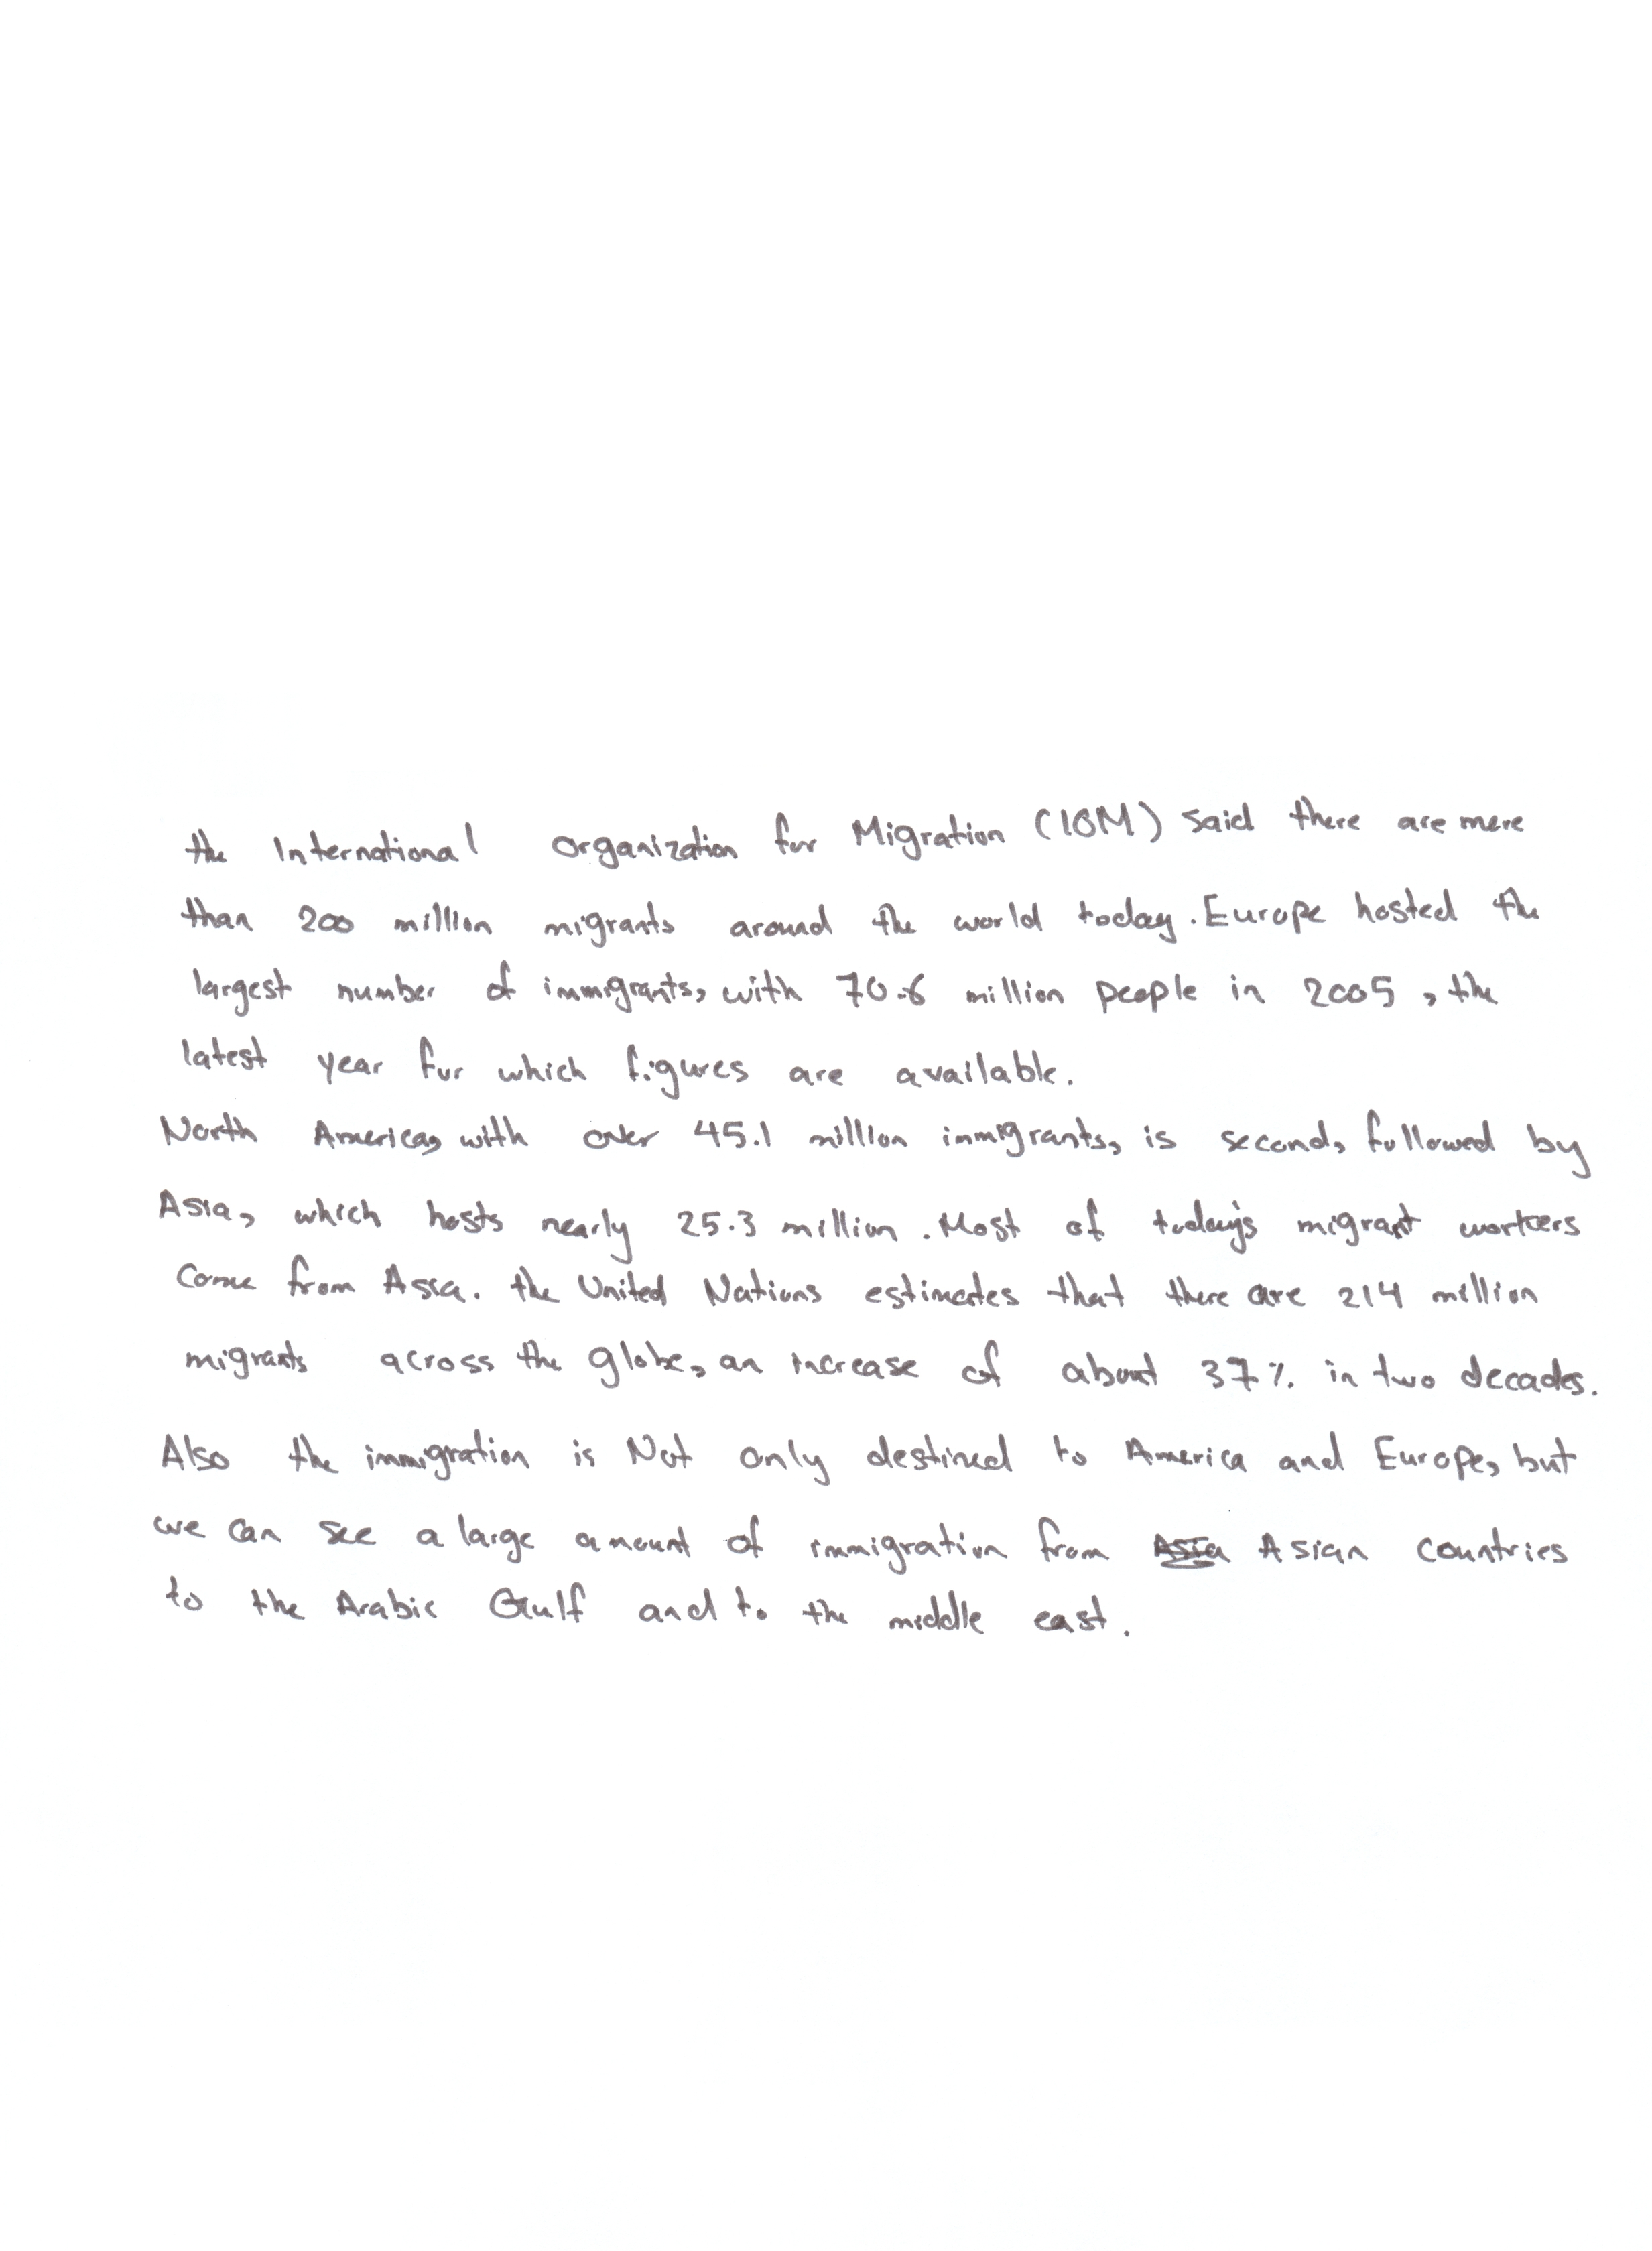 the International Organization for Migration (IOM) said there are more
than 200 million migrants around the world today. Europe hosted the
largest number of immigrants, with 70.6 million people in 2005, the
latest year for which figures are available.
North America, with over 45.1 million immigrants, is second, followed by
Asia, which hosts nearly 25.3 million. Most of today's migrant workers
come from Asia. the United Nations estimates that there are 214 million
migrants across the globe, an increase of about 37% in two decades.
Also the immigration is Not only destined to America and Europe, but
we can see a large amount of immigration from Asia Asian countries
to the Arabic Gulf and to the middle east.